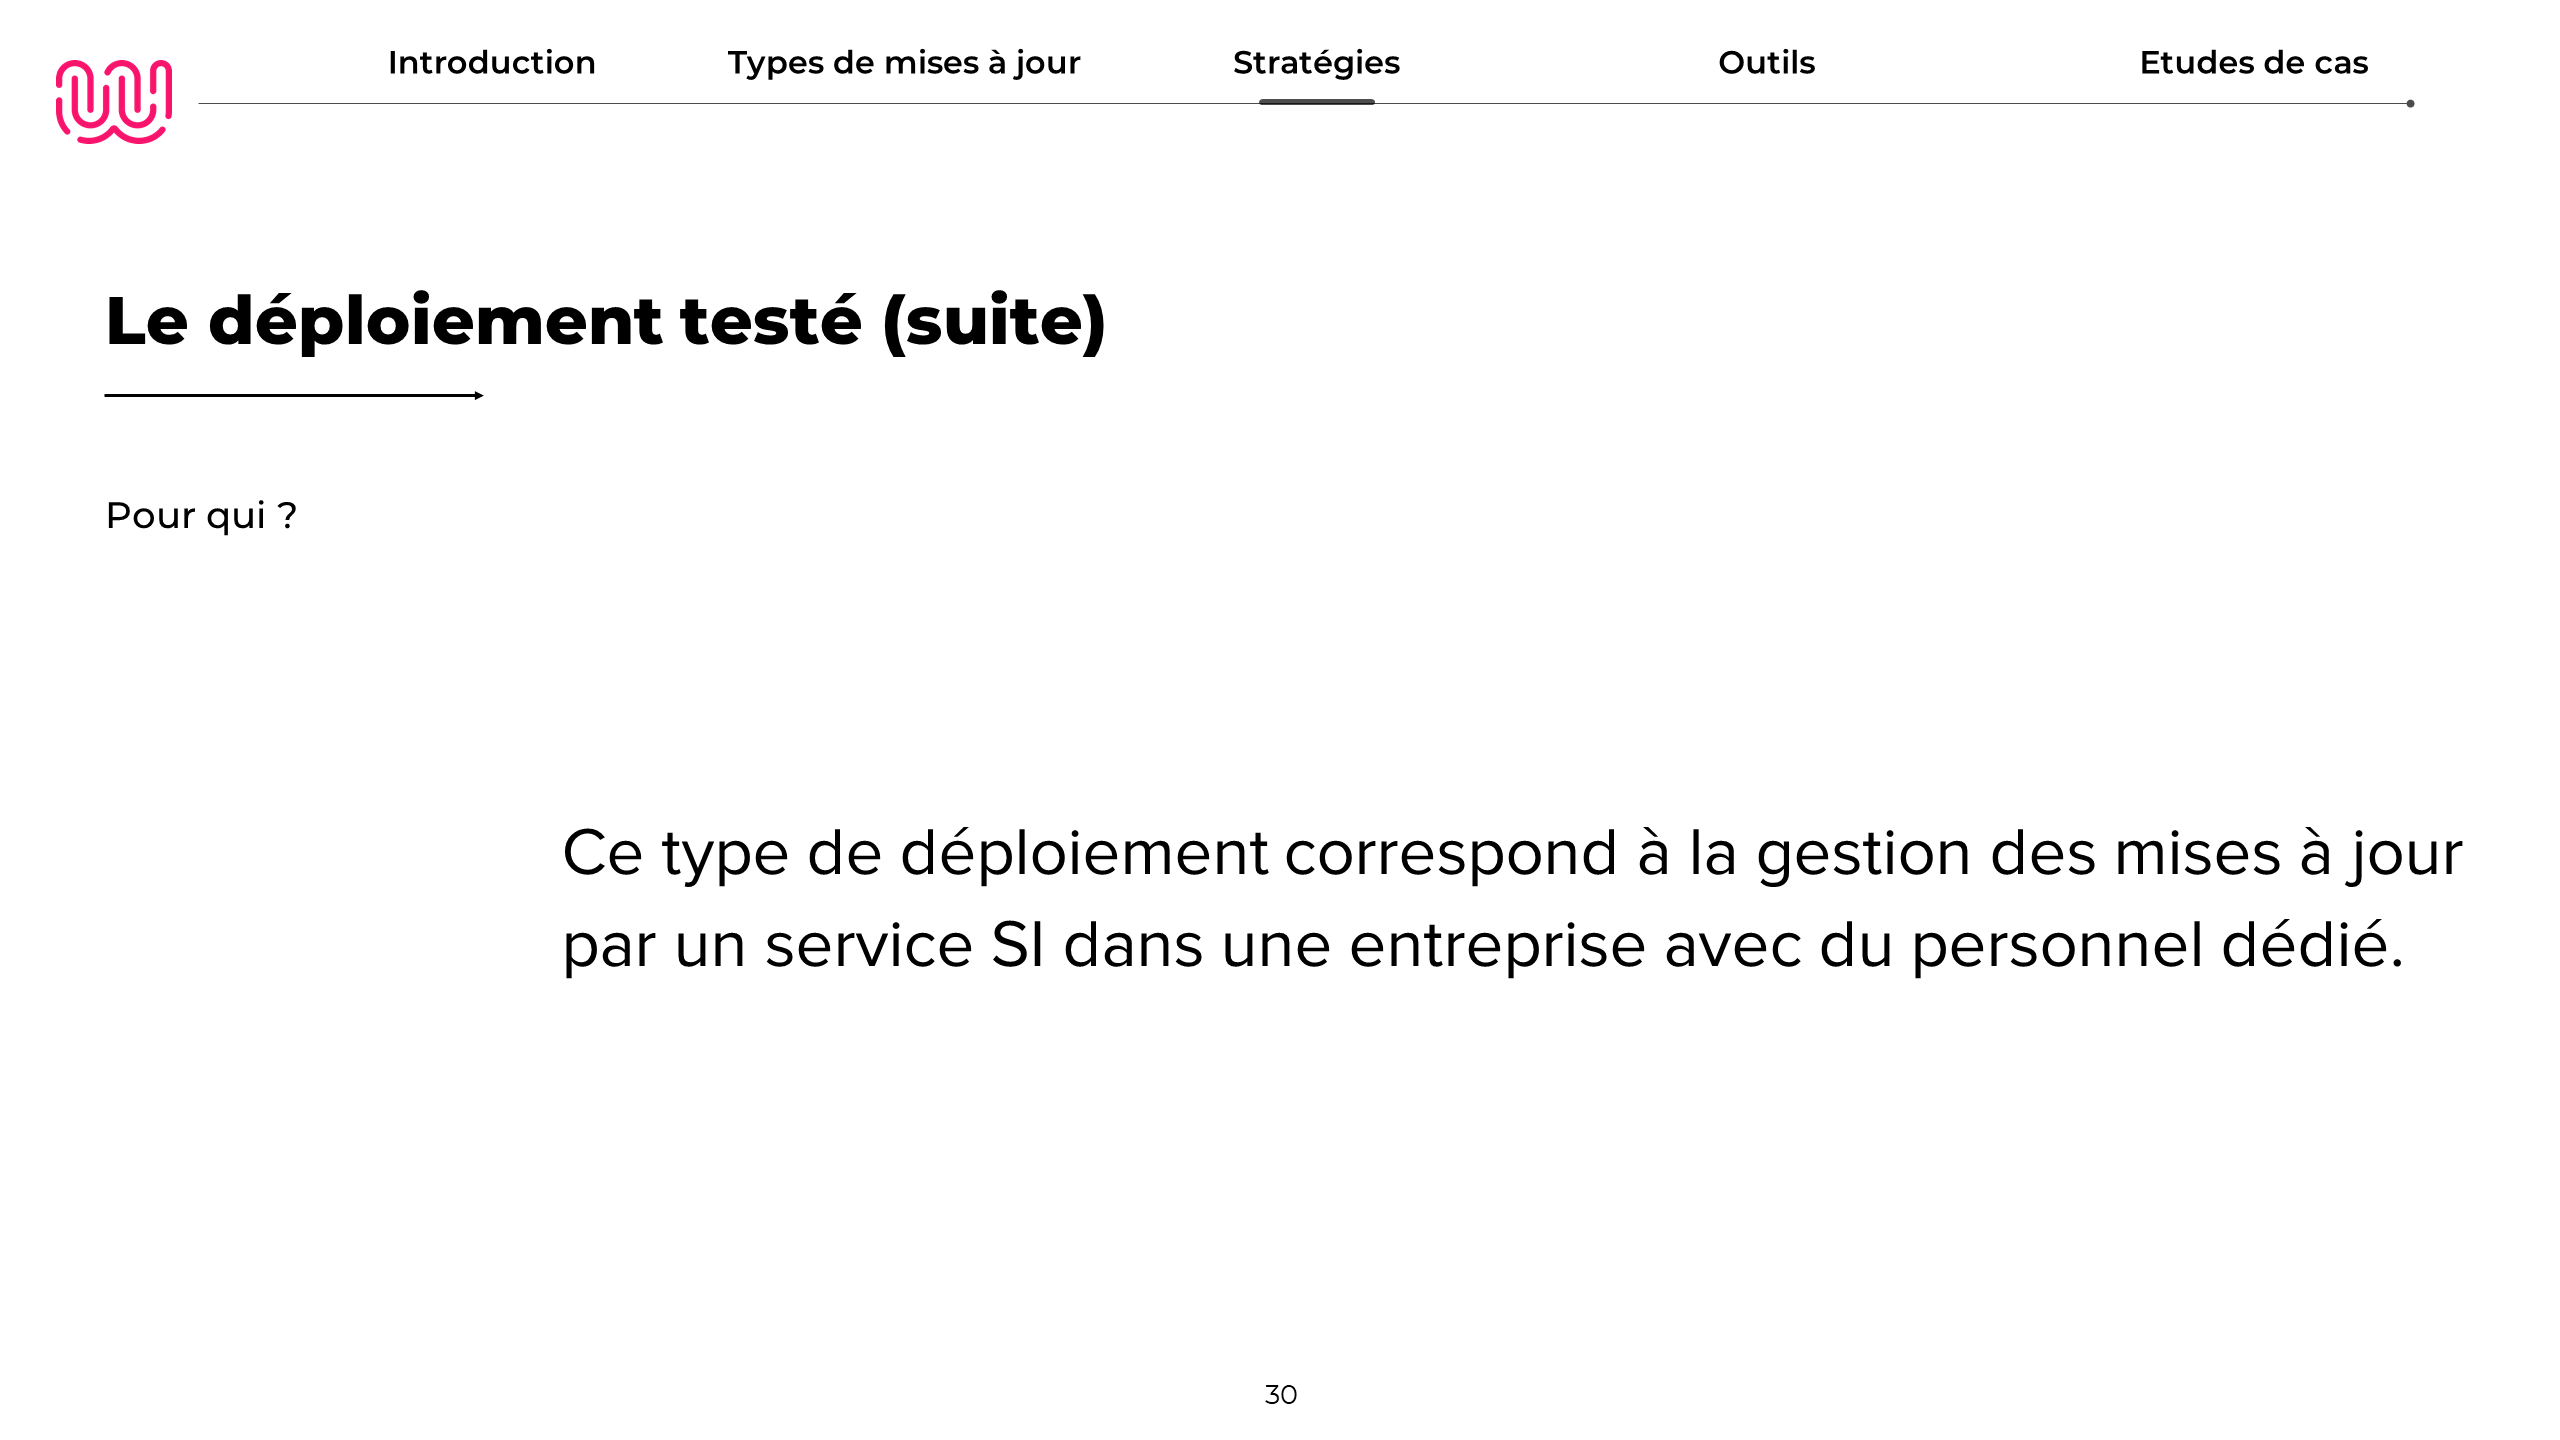 Introduction Types de mises à jour Stratégies Outils Etudes de cas
Le déploiement testé (suite)
Pour qui ?
Ce type de déploiement correspond à la gestion des mises à jour
par un service SI dans une entreprise avec du personnel dédié.
30